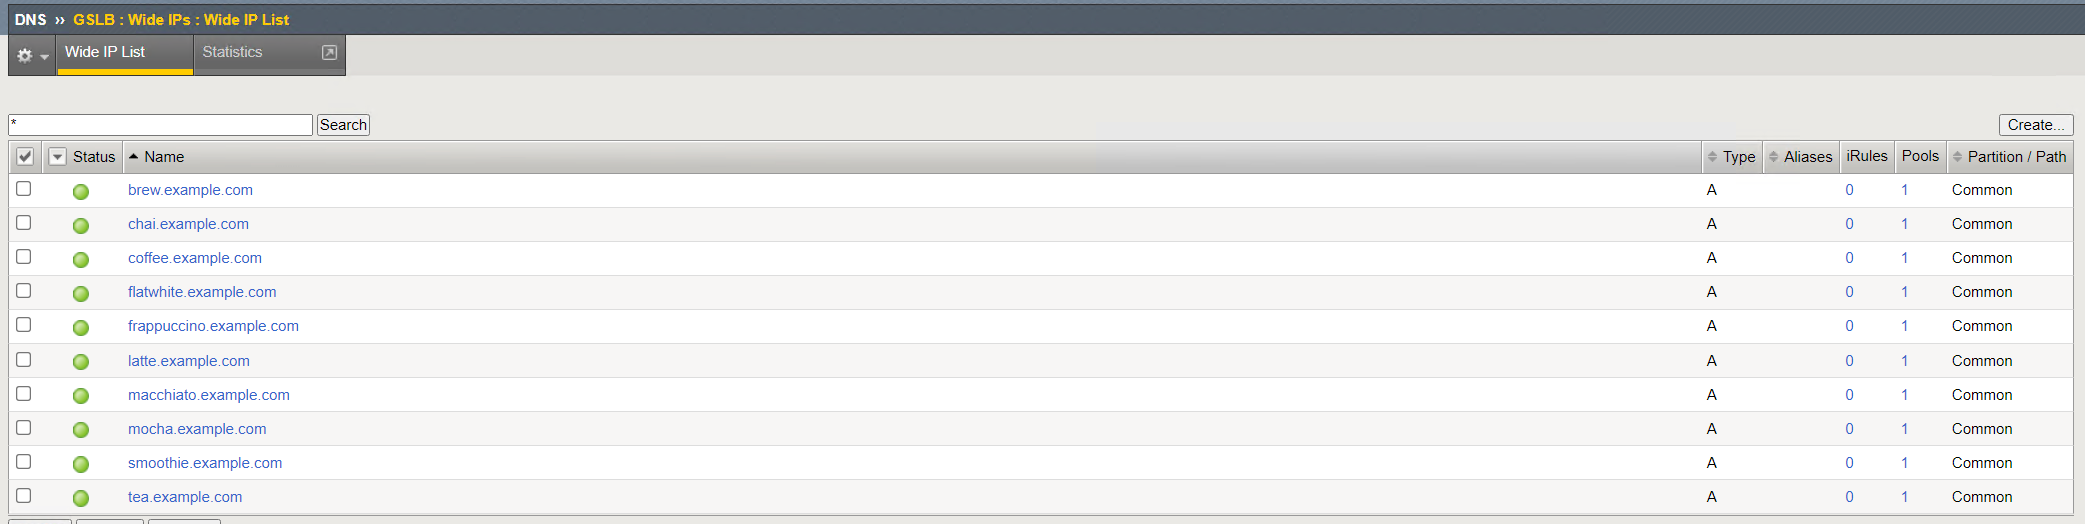 DNS ›› GSLB : Wide IPs : Wide IP List
Wide IP List Statistics
* Search Create...
Status Name Type Aliases iRules Pools Partition / Path
brew.example.com A 0 1 Common
chai.example.com A 0 1 Common
coffee.example.com A 0 1 Common
flatwhite.example.com A 0 1 Common
frappuccino.example.com A 0 1 Common
latte.example.com A 0 1 Common
macchiato.example.com A 0 1 Common
mocha.example.com A 0 1 Common
smoothie.example.com A 0 1 Common
tea.example.com A 0 1 Common